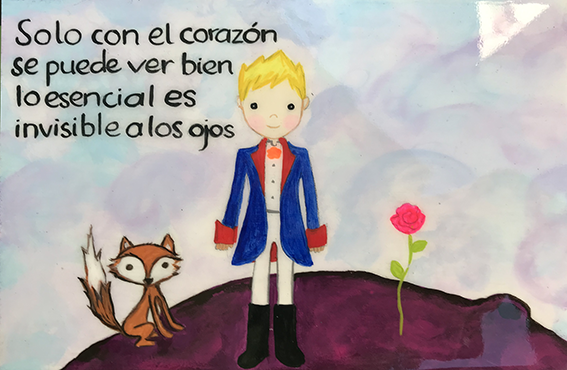 Solo con el corazón
se puede ver bien
lo esencial es
invisible a los ojos